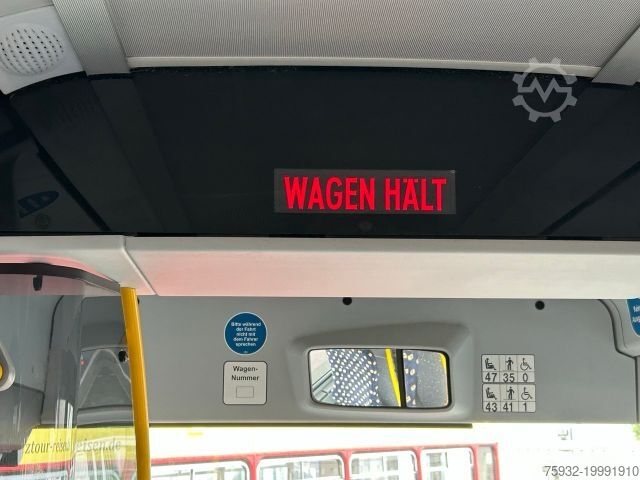 WAGEN HÄLT
Bitte während
der Fahrt
nicht mit
dem Fahrer
sprechen
Wagen-
Nummer
47 35 0
43 41 1
75932-19991910